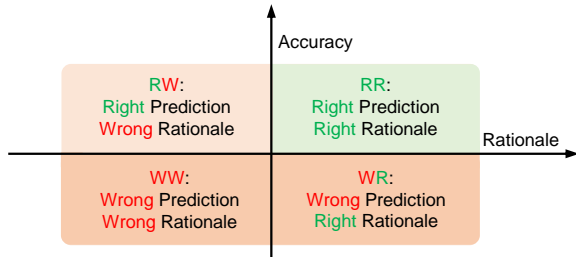 Accuracy
RW:
Right Prediction
Wrong Rationale
RR:
Right Prediction
Right Rationale
Rationale
WW:
Wrong Prediction
Wrong Rationale
WR:
Wrong Prediction
Right Rationale